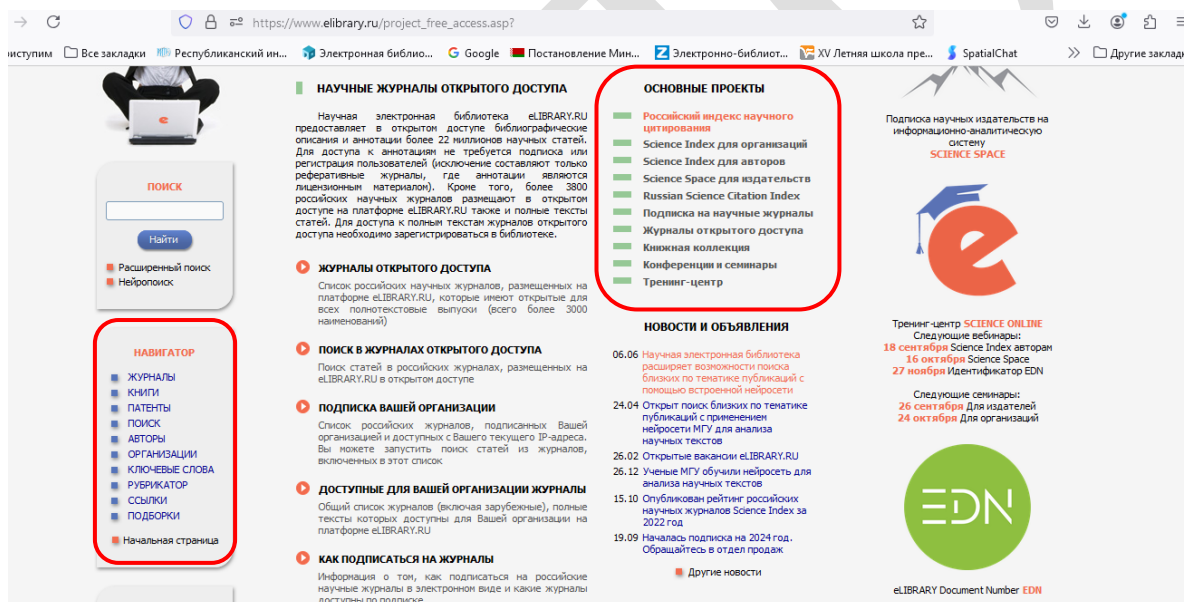 https://www.elibrary.ru/project_free_access.asp?
риступим Все закладки Республиканский ин... Электронная библио... Google Постановление Мин... Электронно-библиот... XV Летняя школа пре... SpatialChat Другие заклад
ПОИСК
Найти
Расширенный поиск
Нейропоиск
НАВИГАТОР
ЖУРНАЛЫ
КНИГИ
ПАТЕНТЫ
ПОИСК
АВТОРЫ
ОРГАНИЗАЦИИ
КЛЮЧЕВЫЕ СЛОВА
РУБРИКАТОР
ССЫЛКИ
ПОДБОРКИ
Начальная страница
НАУЧНЫЕ ЖУРНАЛЫ ОТКРЫТОГО ДОСТУПА
Научная электронная библиотека eLIBRARY.RU
предоставляет в открытом доступе библиографические
описания и аннотации более 22 миллионов научных статей.
Для доступа к аннотациям не требуется подписка или
регистрация пользователей (исключение составляют только
реферативные журналы, где аннотации являются
лицензионным материалом). Кроме того, более 3800
российских научных журналов размещают в открытом
доступе на платформе eLIBRARY.RU также и полные тексты
статей. Для доступа к полным текстам журналов открытого
доступа необходимо зарегистрироваться в библиотеке.
ЖУРНАЛЫ ОТКРЫТОГО ДОСТУПА
Список российских научных журналов, размещенных на
платформе eLIBRARY.RU, которые имеют открытые для
всех полнотекстовые выпуски (всего более 3000
наименований)
ПОИСК В ЖУРНАЛАХ ОТКРЫТОГО ДОСТУПА
Поиск статей в российских журналах, размещенных на
eLIBRARY.RU в открытом доступе
ПОДПИСКА ВАШЕЙ ОРГАНИЗАЦИИ
Список российских журналов, подписанных Вашей
организацией и доступных с Вашего текущего IP-адреса.
Вы можете запустить поиск статей из журналов,
включенных в этот список
ДОСТУПНЫЕ ДЛЯ ВАШЕЙ ОРГАНИЗАЦИИ ЖУРНАЛЫ
Общий список журналов (включая зарубежные), полные
тексты которых доступны для Вашей организации на
платформе eLIBRARY.RU
КАК ПОДПИСАТЬСЯ НА ЖУРНАЛЫ
Информация о том, как подписаться на российские
научные журналы в электронном виде и какие журналы
доступны по подписке
ОСНОВНЫЕ ПРОЕКТЫ
Российский индекс научного
цитирования
Science Index для организаций
Science Index для авторов
Science Space для издательств
Russian Science Citation Index
Подписка на научные журналы
Журналы открытого доступа
Книжная коллекция
Конференции и семинары
Тренинг-центр
НОВОСТИ И ОБЪЯВЛЕНИЯ
06.06 Научная электронная библиотека
расширяет возможности поиска
близких по тематике публикаций с
помощью встроенной нейросети
24.04 Открыт поиск близких по тематике
публикаций с применением
нейросети МГУ для анализа
научных текстов
26.02 Открытые вакансии eLIBRARY.RU
26.12 Ученые МГУ обучили нейросеть для
анализа научных текстов
15.10 Опубликован рейтинг российских
научных журналов Science Index за
2022 год
19.09 Началась подписка на 2024 год.
Обращайтесь в отдел продаж
Другие новости
Подписка научных издательств на
информационно-аналитическую
систему
SCIENCE SPACE
Тренинг-центр SCIENCE ONLINE
Следующие вебинары:
18 сентября Science Index авторам
16 октября Science Space
27 ноября Идентификатор EDN
Следующие семинары:
26 сентября Для издателей
24 октября Для организаций
EDN
eLIBRARY Document Number EDN